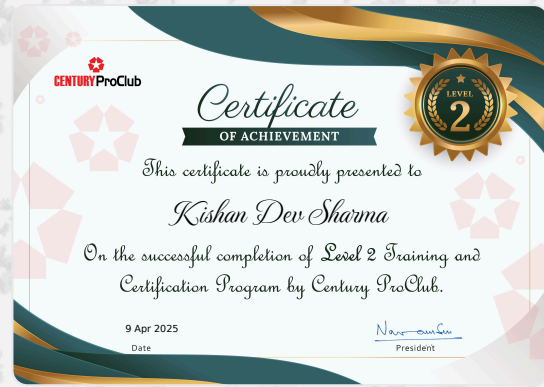 CENTURY ProClub
Certificate
OF ACHIEVEMENT
LEVEL
2
This certificate is proudly presented to
Kishan Dev Sharma
On the successful completion of Level 2 Training and
Certification Program by Century ProClub.
9 Apr 2025
Date
President